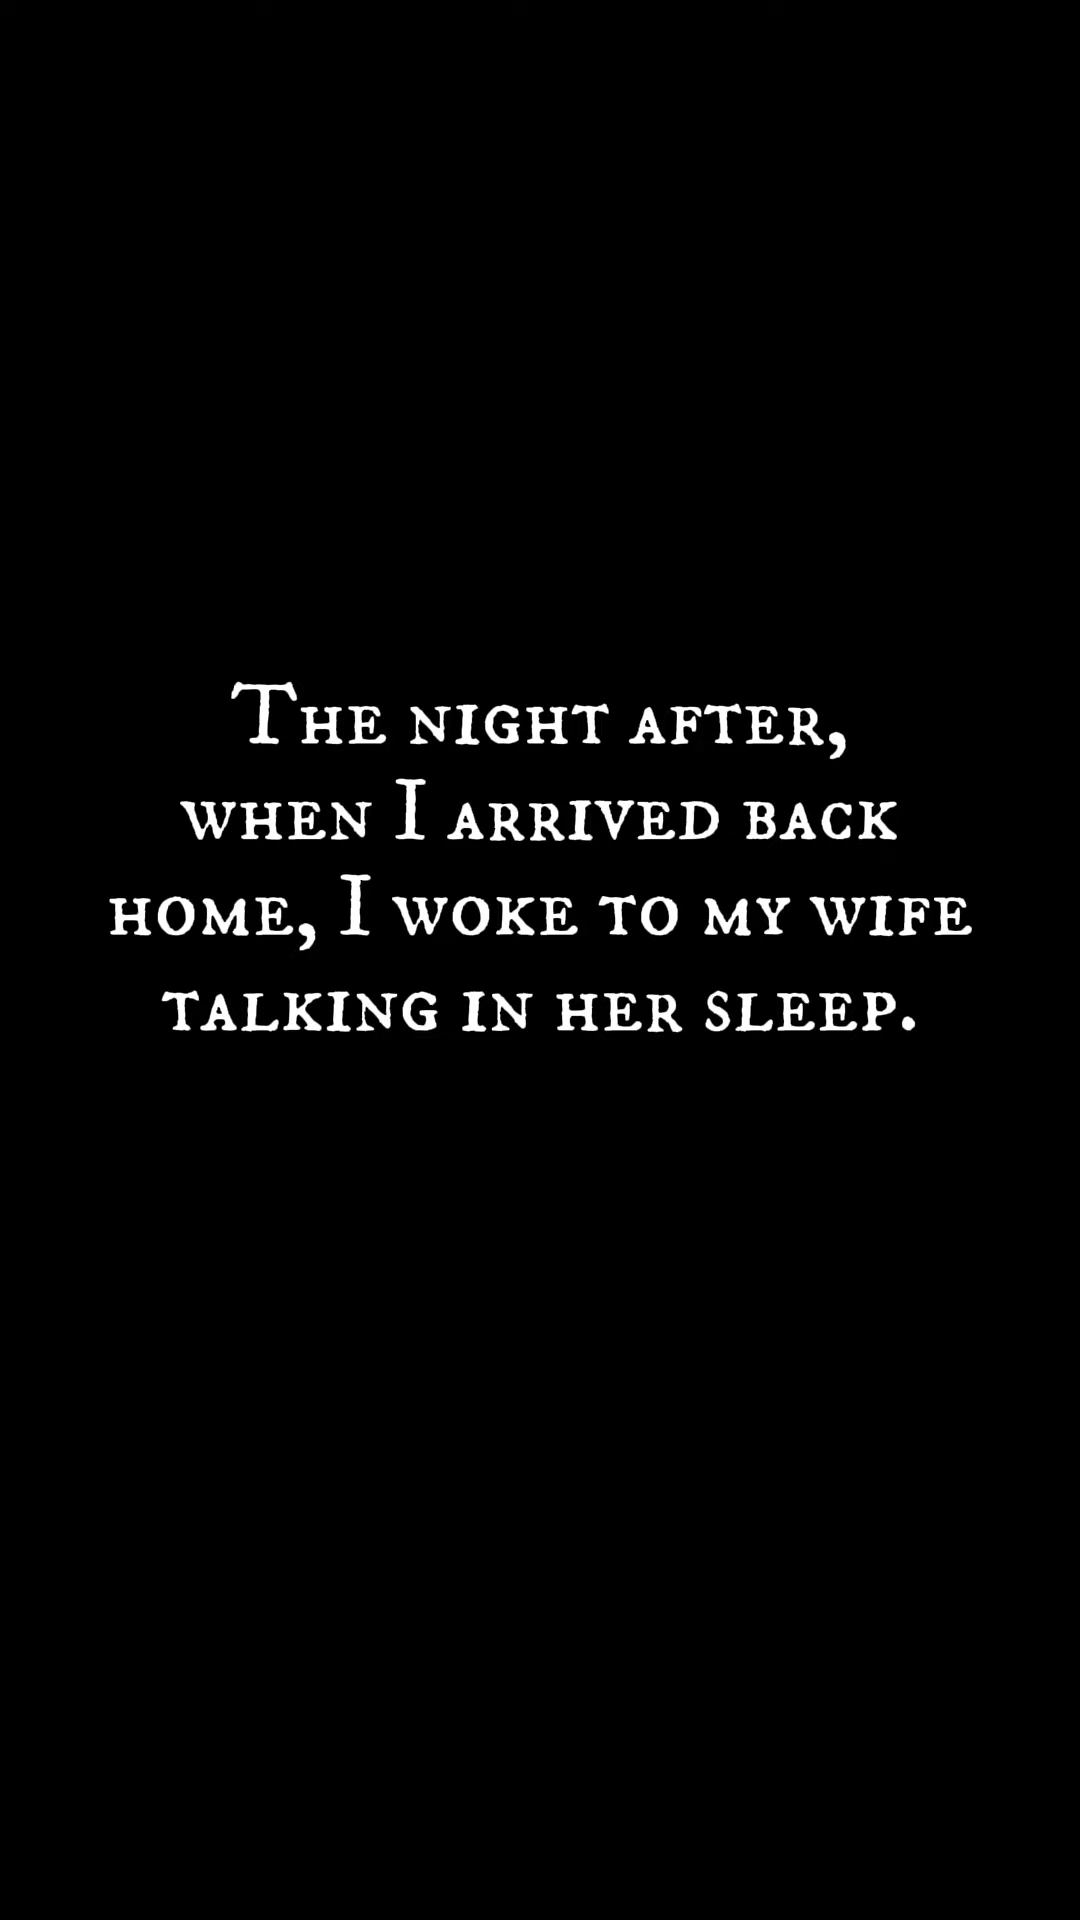 The night after,
when I arrived back
home, I woke to my wife
talking in her sleep.